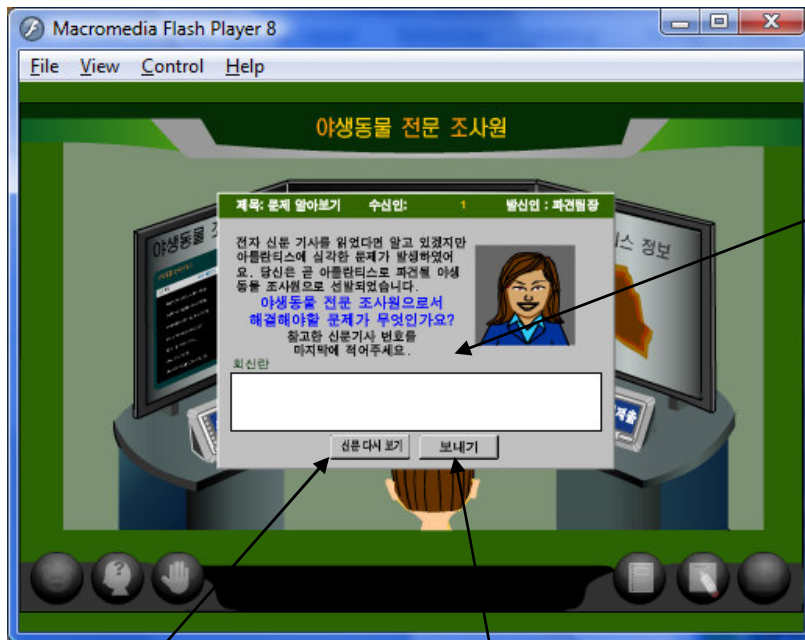 Macromedia Flash Player 8
File View Control Help
야생동물 전문 조사원
제목: 문제 알아보기 수신인: 1 발신인 : 파견팀장
전자 신문 기사를 읽었다면 알고 있겠지만
아틀란티스에 심각한 문제가 발생하였어
요. 당신은 곧 아틀란티스로 파견될 야생
동물 조사원으로 선발되었습니다.
야생동물 전문 조사원으로서
해결해야할 문제가 무엇인가요?
참고한 신문기사 번호를
마지막에 적어주세요.
회신란
신문 다시 보기 보내기
야생동물
정보